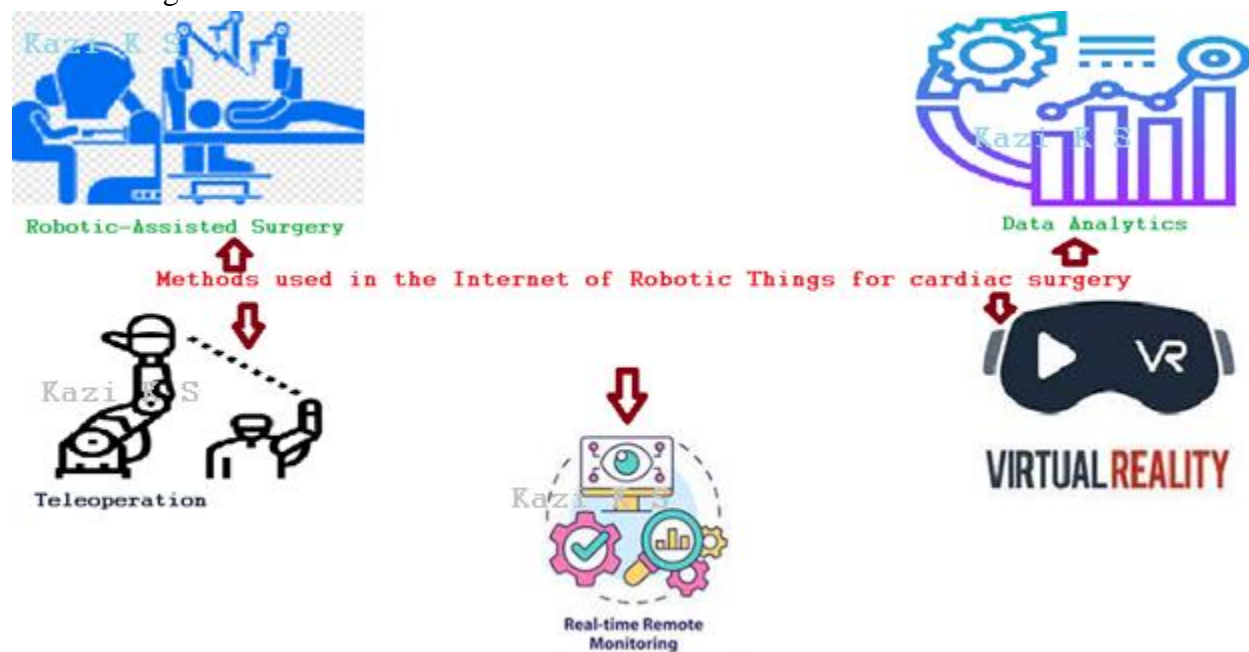 Kazi K S
Kazi K S
Robotic-Assisted Surgery
Data Analytics
Methods used in the Internet of Robotic Things for cardiac surgery
VR
Kazi K S
VIRTUAL REALITY
Kazi K S
Teleoperation
Real-time Remote
Monitoring